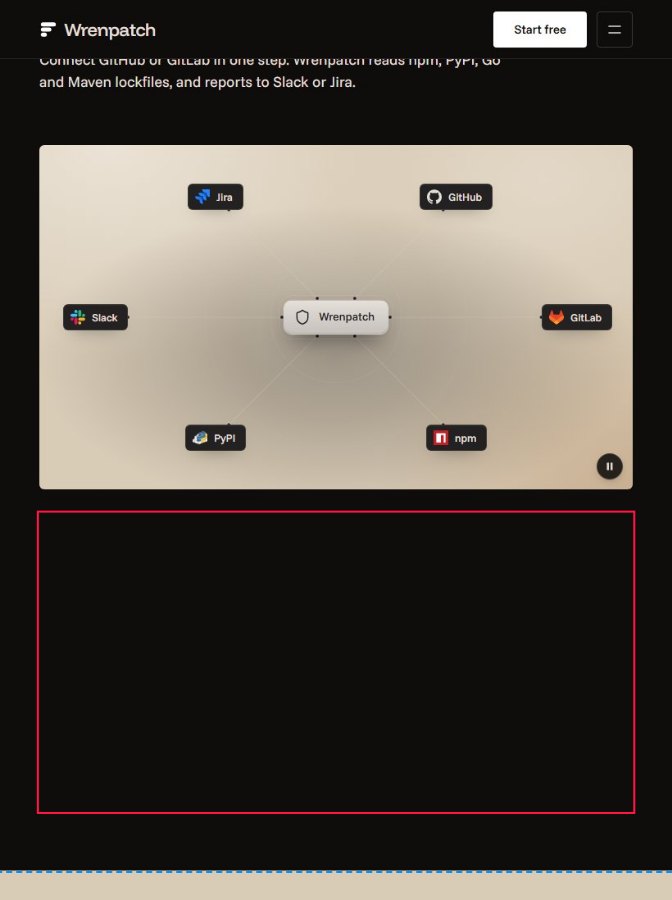 Wrenpatch
Start free
Connect GitHub or GitLab in one step. Wrenpatch reads npm, PyPI, Go
and Maven lockfiles, and reports to Slack or Jira.
Jira
GitHub
Slack
Wrenpatch
GitLab
PyPI
npm